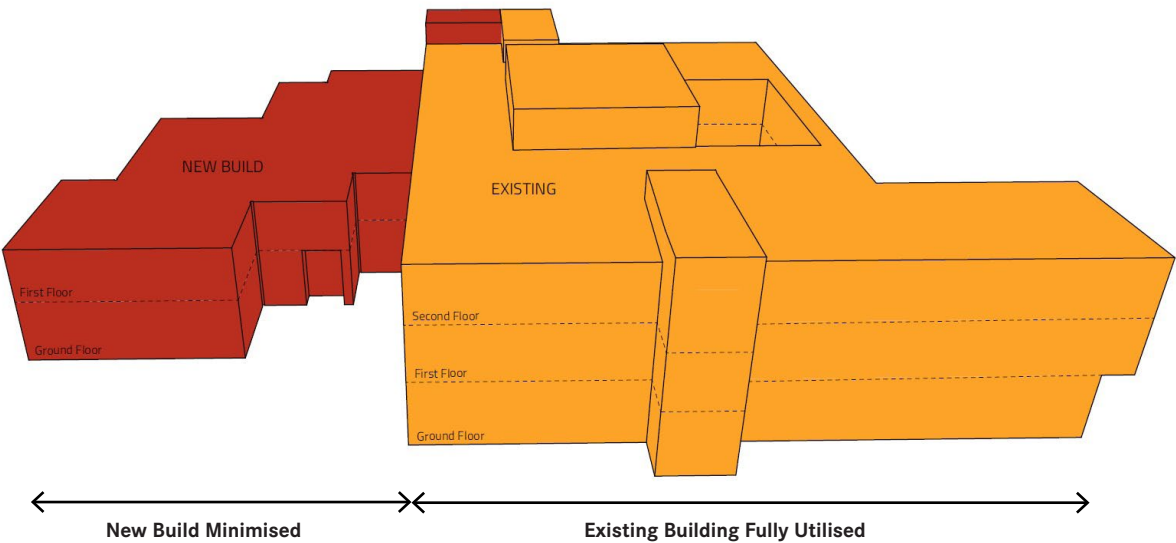 NEW BUILD
EXISTING
First Floor
Ground Floor
Second Floor
First Floor
Ground Floor
New Build Minimised
Existing Building Fully Utilised